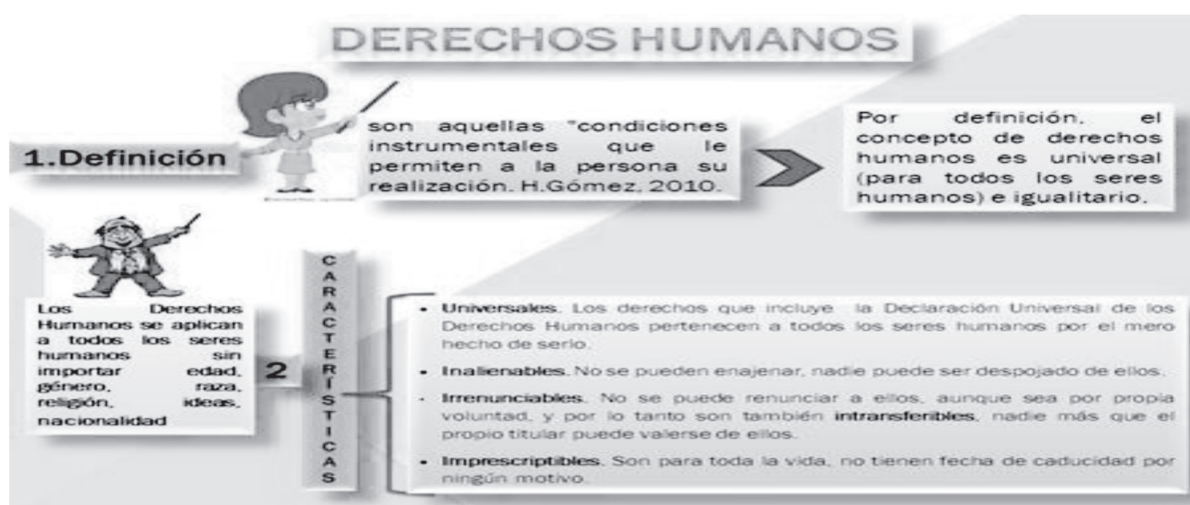 DERECHOS HUMANOS
1.Definición
son aquellas "condiciones
instrumentales que le
permiten a la persona su
realización. H.Gómez, 2010.
Por definición, el
concepto de derechos
humanos es universal
(para todos los seres
humanos) e igualitario.
Los Derechos
Humanos se aplican
a todos los seres
humanos sin
importar edad,
género, raza,
religión, ideas,
nacionalidad
2
CARACTERÍSTICAS
• Universales. Los derechos que incluye la Declaración Universal de los
Derechos Humanos pertenecen a todos los seres humanos por el mero
hecho de serlo.
• Inalienables. No se pueden enajenar, nadie puede ser despojado de ellos.
• Irrenunciables. No se puede renunciar a ellos, aunque sea por propia
voluntad, y por lo tanto son también intransferibles, nadie más que el
propio titular puede valerse de ellos.
• Imprescriptibles. Son para toda la vida, no tienen fecha de caducidad por
ningún motivo.